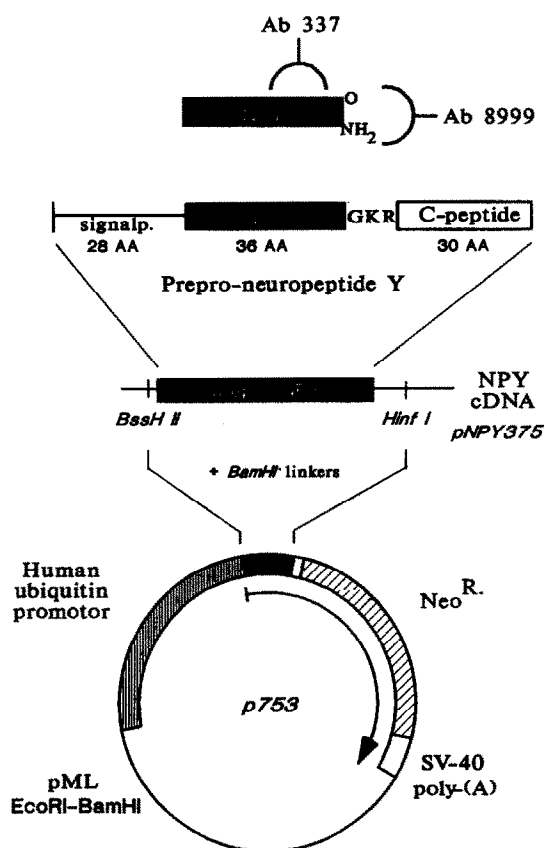 Ab 337
O
NH2
Ab 8999
signalp.
GKR
C-peptide
28 AA
36 AA
30 AA
Prepro-neuropeptide Y
BssH II
Hinf I
NPY
cDNA
pNPY375
+ BamHI linkers
Human
ubiquitin
promotor
NeoR.
p753
pML
EcoRI-BamHI
SV-40
poly-(A)